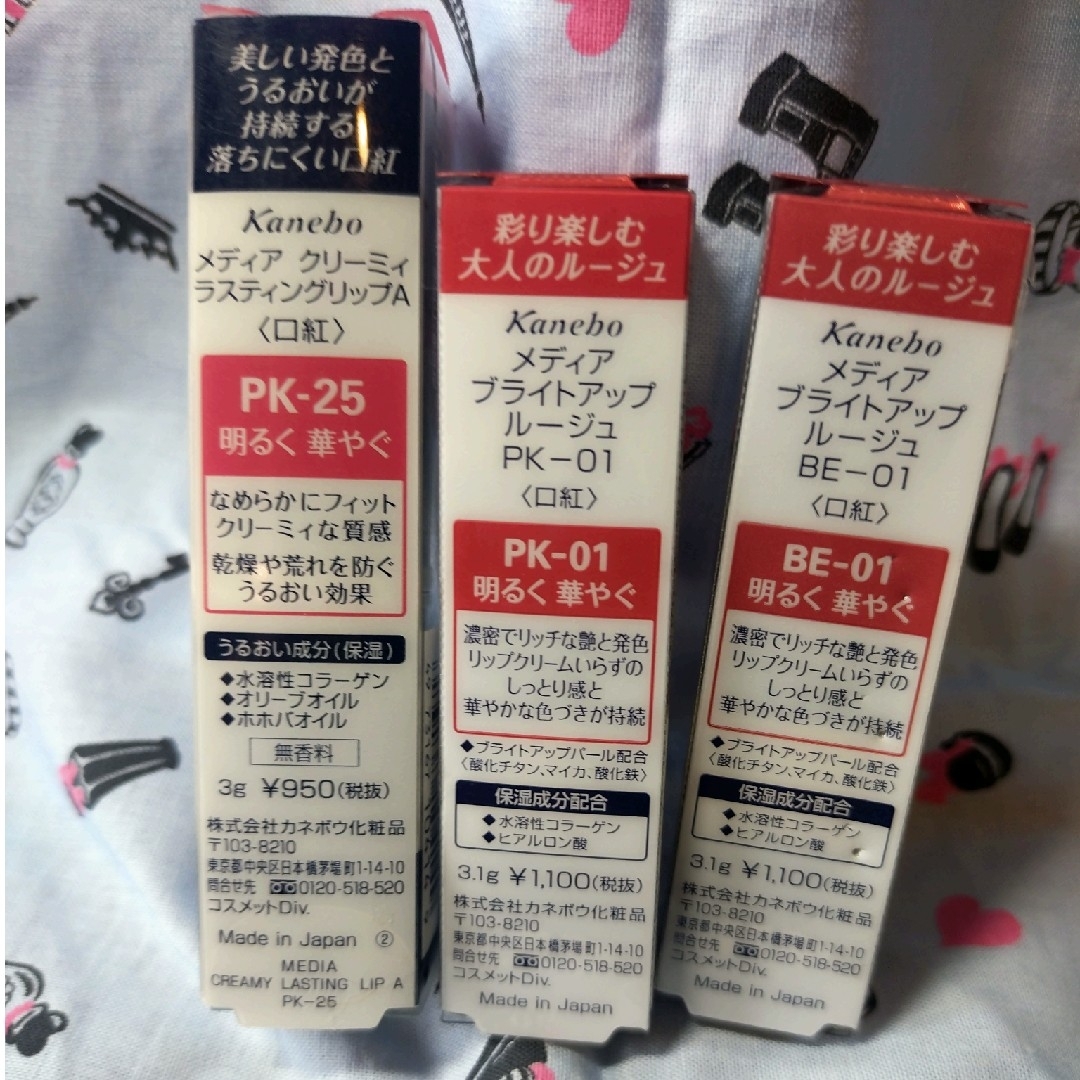 美しい発色と
うるおいが
持続する
落ちにくい口紅
Kanebo
メディア クリーミィ
ラスティングリップA
〈口紅〉
PK-25
明るく 華やぐ
なめらかにフィット
クリーミィな質感
乾燥や荒れを防ぐ
うるおい効果
うるおい成分(保湿)
◆水溶性コラーゲン
◆オリーブオイル
◆ホホバオイル
無香料
3g ¥950(税抜)
株式会社カネボウ化粧品
〒103-8210
東京都中央区日本橋茅場町1-14-10
問合せ先 0120-518-520
コスメットDiv.
Made in Japan ②
MEDIA
CREAMY LASTING LIP A
PK-25
彩り楽しむ
大人のルージュ
Kanebo
メディア
ブライトアップ
ルージュ
PK-01
〈口紅〉
PK-01
明るく 華やぐ
濃密でリッチな艶と発色
リップクリームいらずの
しっとり感と
華やかな色づきが持続
◆ブライトアップパール配合
〈酸化チタン、マイカ、酸化鉄〉
保湿成分配合
◆水溶性コラーゲン
◆ヒアルロン酸
3.1g ¥1,100(税抜)
株式会社カネボウ化粧品
〒103-8210
東京都中央区日本橋茅場町1-14-10
問合せ先 0120-518-520
コスメットDiv.
Made in Japan
彩り楽しむ
大人のルージュ
Kanebo
メディア
ブライトアップ
ルージュ
BE-01
〈口紅〉
BE-01
明るく 華やぐ
濃密でリッチな艶と発色
リップクリームいらずの
しっとり感と
華やかな色づきが持続
◆ブライトアップパール配合
〈酸化チタン、マイカ、酸化鉄〉
保湿成分配合
◆水溶性コラーゲン
◆ヒアルロン酸
3.1g ¥1,100(税抜)
株式会社カネボウ化粧品
〒103-8210
東京都中央区日本橋茅場町1-14-10
問合せ先 0120-518-520
コスメットDiv.
Made in Japan